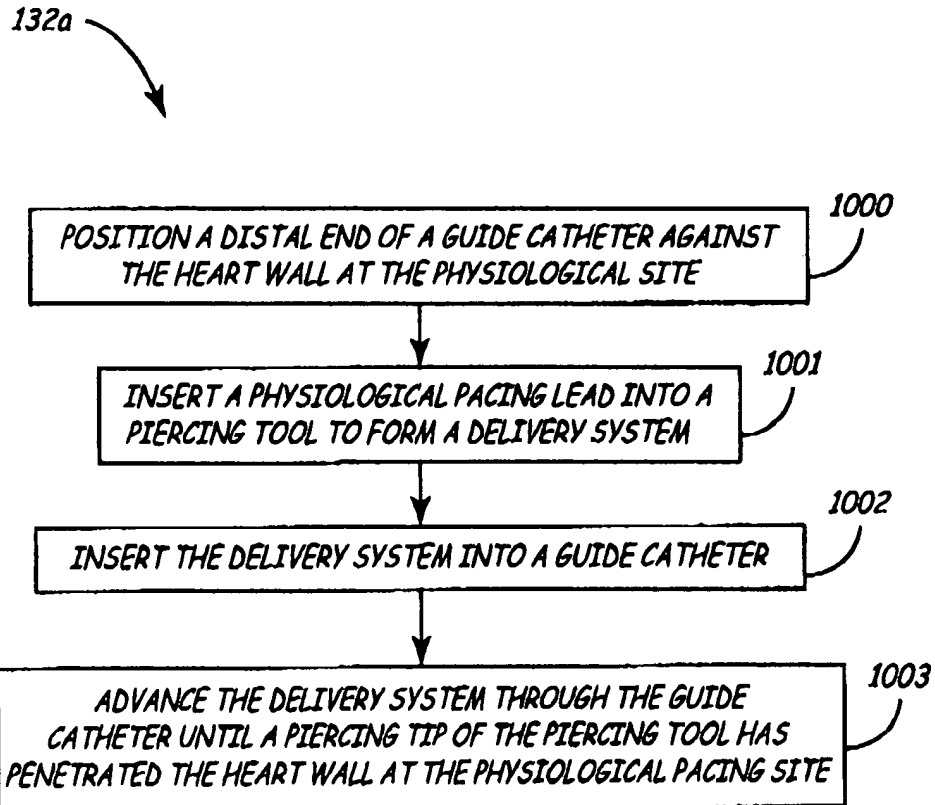 132a
1000
POSITION A DISTAL END OF A GUIDE CATHETER AGAINST
THE HEART WALL AT THE PHYSIOLOGICAL SITE
1001
INSERT A PHYSIOLOGICAL PACING LEAD INTO A
PIERCING TOOL TO FORM A DELIVERY SYSTEM
1002
INSERT THE DELIVERY SYSTEM INTO A GUIDE CATHETER
1003
ADVANCE THE DELIVERY SYSTEM THROUGH THE GUIDE
CATHETER UNTIL A PIERCING TIP OF THE PIERCING TOOL HAS
PENETRATED THE HEART WALL AT THE PHYSIOLOGICAL PACING SITE